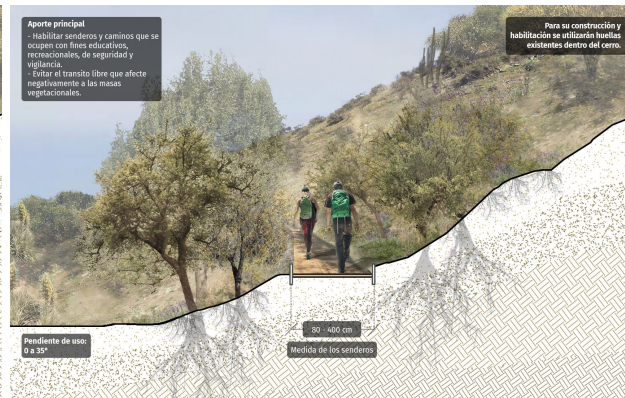 Aporte principal
- Habilitar senderos y caminos que se
ocupen con fines educativos,
recreacionales, de seguridad y
vigilancia.
- Evitar el transito libre que afecte
negativamente a las masas
vegetacionales.
Para su construcción y
habilitación se utilizarán huellas
existentes dentro del cerro.
80 - 400 cm
Medida de los senderos
Pendiente de uso:
0 a 35°